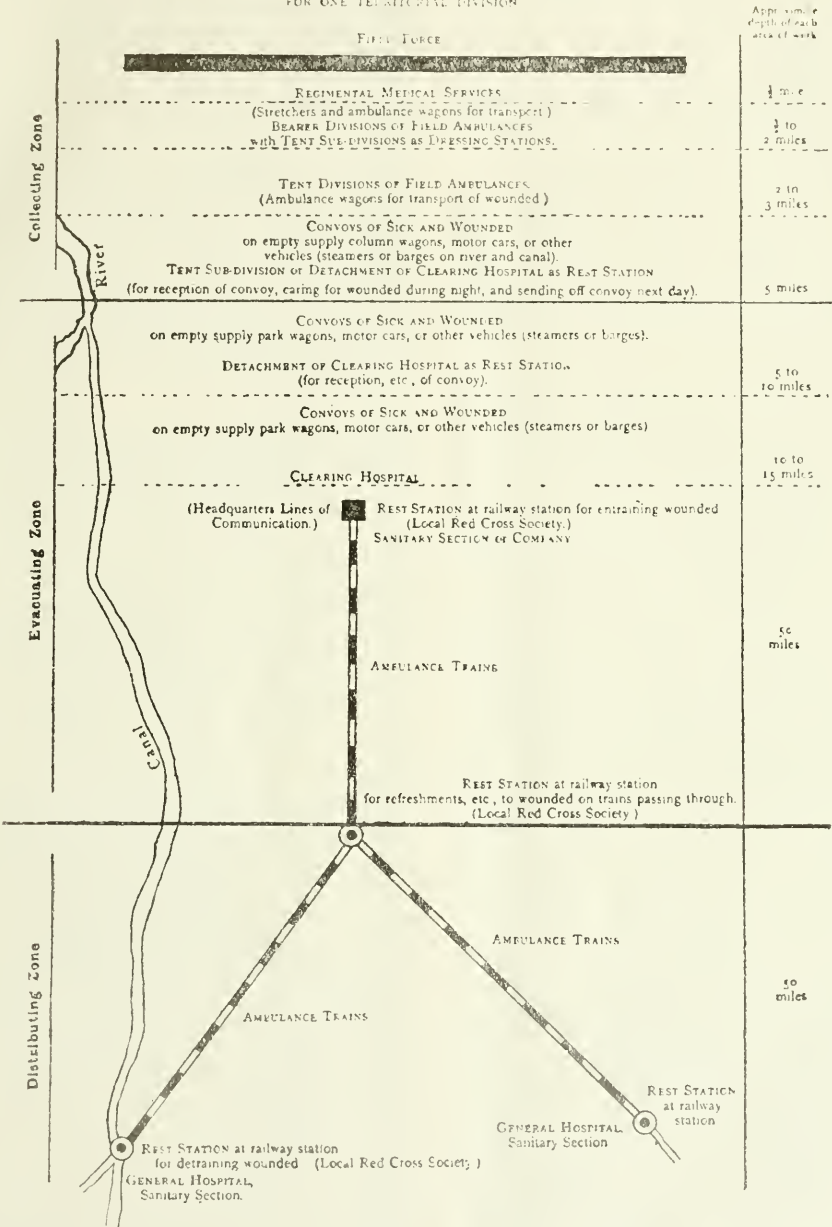 FOR ONE TERRITORIAL DIVISION
Approximate
depth of each
area of work
FIELD FORCE
Collecting Zone
REGIMENTAL MEDICAL SERVICES
(Stretchers and ambulance wagons for transport)
BEARER DIVISIONS OF FIELD AMBULANCES
with TENT SUB-DIVISIONS as DRESSING STATIONS.
mile
to
2 miles
TENT DIVISIONS OF FIELD AMBULANCES.
(Ambulance wagons for transport of wounded)
2 to
3 miles
River
CONVOYS OF SICK AND WOUNDED
on empty supply column wagons, motor cars, or other
vehicles (steamers or barges on river and canal).
TENT SUB-DIVISION or DETACHMENT OF CLEARING HOSPITAL as REST STATION
(for reception of convoy, caring for wounded during night, and sending off convoy next day).
5 miles
Evacuating Zone
CONVOYS OF SICK AND WOUNDED
on empty supply park wagons, motor cars, or other vehicles (steamers or barges).
DETACHMENT OF CLEARING HOSPITAL as REST STATION.
(for reception, etc, of convoy).
5 to
10 miles
CONVOYS OF SICK AND WOUNDED
on empty supply park wagons, motor cars, or other vehicles (steamers or barges)
10 to
15 miles
CLEARING HOSPITAL
(Headquarters Lines of
Communication.)
REST STATION at railway station for entraining wounded
(Local Red Cross Society.)
SANITARY SECTION or COMPANY
50
miles
AMBULANCE TRAINS
Canal
REST STATION at railway station
for refreshments, etc, to wounded on trains passing through.
(Local Red Cross Society)
Distributing Zone
AMBULANCE TRAINS
AMBULANCE TRAINS
50
miles
REST STATION
at railway
station
GENERAL HOSPITAL
Sanitary Section
REST STATION at railway station
for detraining wounded (Local Red Cross Society)
GENERAL HOSPITAL,
Sanitary Section.